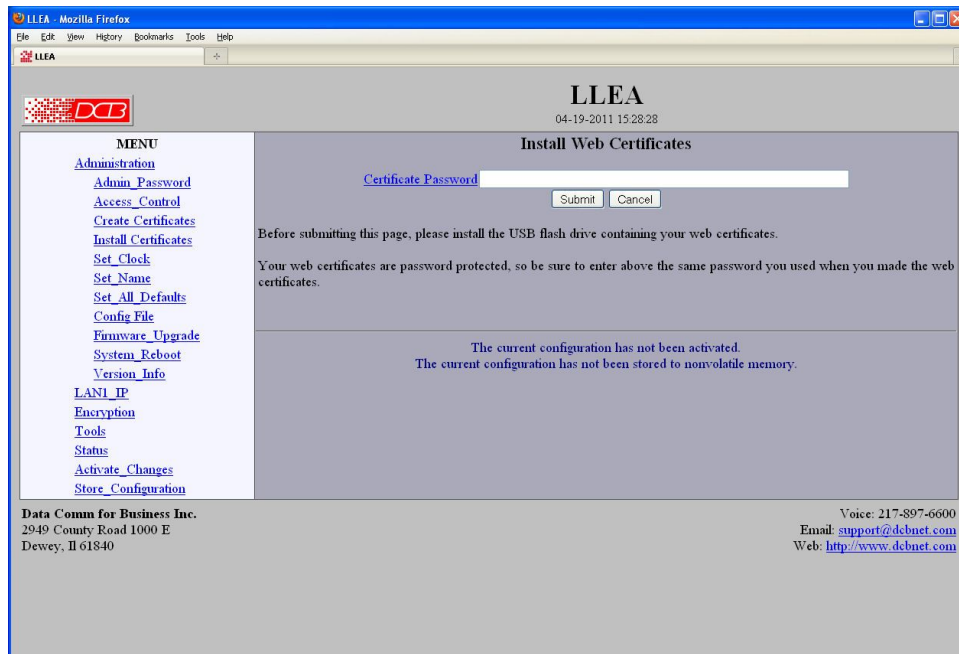 LLEA - Mozilla Firefox
File Edit View History Bookmarks Tools Help
LLEA
DCB
LLEA
04-19-2011 15:28:28
MENU
Administration
Admin_Password
Access_Control
Create Certificates
Install Certificates
Set_Clock
Set_Name
Set_All_Defaults
Config File
Firmware_Upgrade
System_Reboot
Version_Info
LAN1_IP
Encryption
Tools
Status
Activate_Changes
Store_Configuration
Install Web Certificates
Certificate Password
Submit Cancel
Before submitting this page, please install the USB flash drive containing your web certificates.
Your web certificates are password protected, so be sure to enter above the same password you used when you made the web
certificates.
The current configuration has not been activated.
The current configuration has not been stored to nonvolatile memory.
Data Comm for Business Inc.
2949 County Road 1000 E
Dewey, Il 61840
Voice: 217-897-6600
Email: support@dcbnet.com
Web: http://www.dcbnet.com